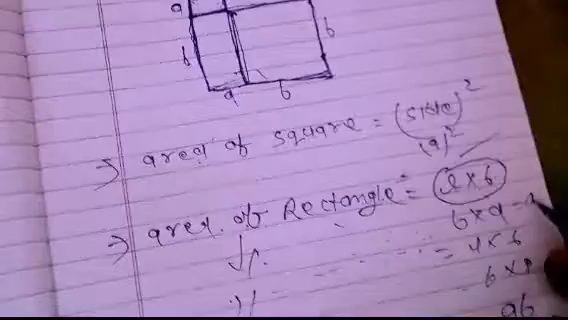 a
b
b
a b
⇒ area of square = (side)²
(a)²
⇒ area of Rectangle = l×b
b×a =
= a×b
b×
ab